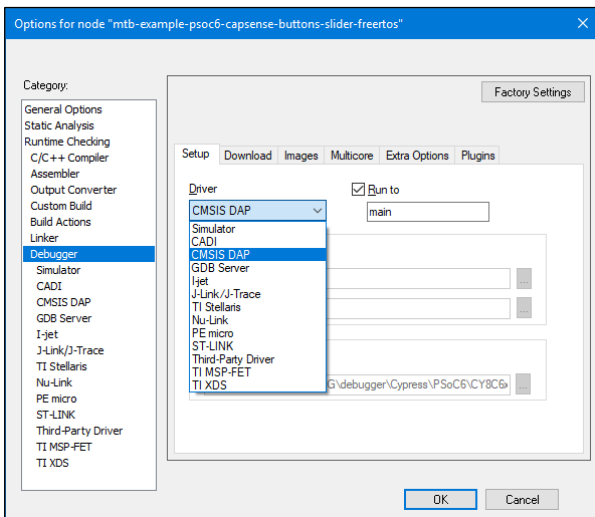 Options for node "mtb-example-psoc6-capsense-buttons-slider-freertos"
Category:
General Options
Static Analysis
Runtime Checking
C/C++ Compiler
Assembler
Output Converter
Custom Build
Build Actions
Linker
Debugger
Simulator
CADI
CMSIS DAP
GDB Server
I-jet
J-Link/J-Trace
TI Stellaris
Nu-Link
PE micro
ST-LINK
Third-Party Driver
TI MSP-FET
TI XDS
Factory Settings
Setup Download Images Multicore Extra Options Plugins
Driver Run to
CMSIS DAP main
Simulator
CADI
CMSIS DAP
GDB Server
I-jet
J-Link/J-Trace
TI Stellaris
Nu-Link
PE micro
ST-LINK
Third-Party Driver
TI MSP-FET
TI XDS G\debugger\Cypress\PSoC6\CY8C6
OK Cancel